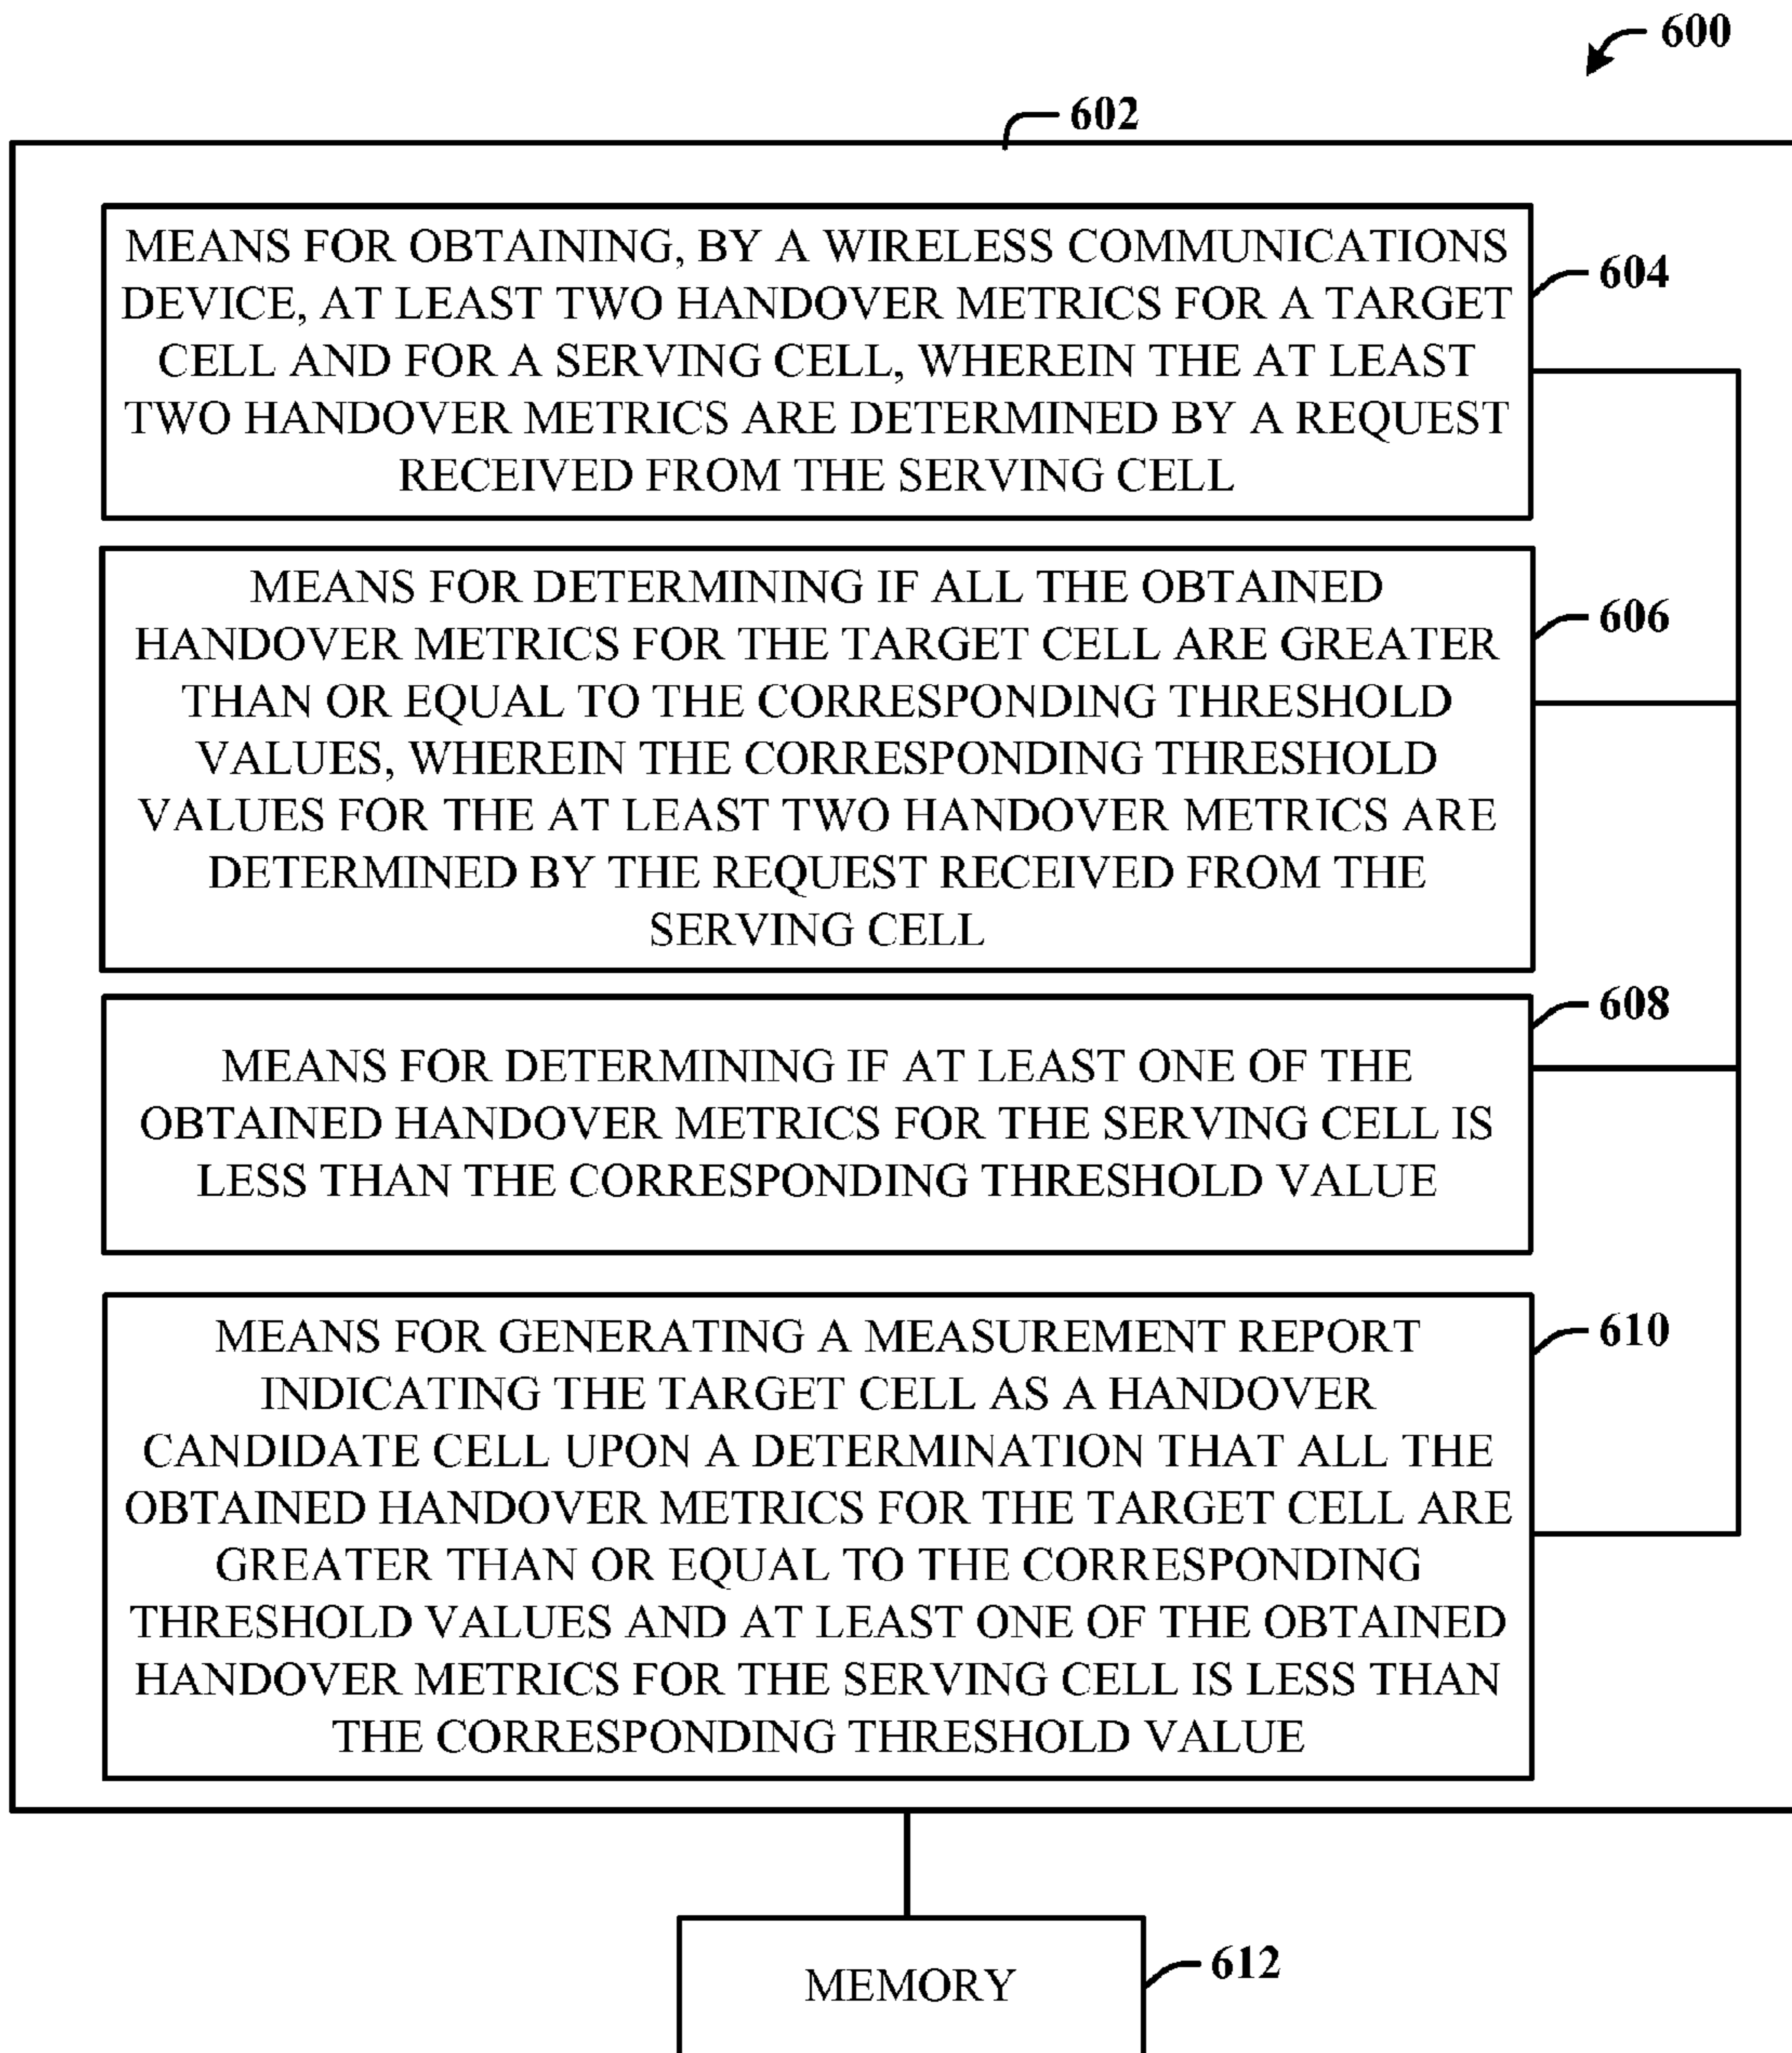 600
602
MEANS FOR OBTAINING, BY A WIRELESS COMMUNICATIONS
DEVICE, AT LEAST TWO HANDOVER METRICS FOR A TARGET
CELL AND FOR A SERVING CELL, WHEREIN THE AT LEAST
TWO HANDOVER METRICS ARE DETERMINED BY A REQUEST
RECEIVED FROM THE SERVING CELL
604
MEANS FOR DETERMINING IF ALL THE OBTAINED
HANDOVER METRICS FOR THE TARGET CELL ARE GREATER
THAN OR EQUAL TO THE CORRESPONDING THRESHOLD
VALUES, WHEREIN THE CORRESPONDING THRESHOLD
VALUES FOR THE AT LEAST TWO HANDOVER METRICS ARE
DETERMINED BY THE REQUEST RECEIVED FROM THE
SERVING CELL
606
MEANS FOR DETERMINING IF AT LEAST ONE OF THE
OBTAINED HANDOVER METRICS FOR THE SERVING CELL IS
LESS THAN THE CORRESPONDING THRESHOLD VALUE
608
MEANS FOR GENERATING A MEASUREMENT REPORT
INDICATING THE TARGET CELL AS A HANDOVER
CANDIDATE CELL UPON A DETERMINATION THAT ALL THE
OBTAINED HANDOVER METRICS FOR THE TARGET CELL ARE
GREATER THAN OR EQUAL TO THE CORRESPONDING
THRESHOLD VALUES AND AT LEAST ONE OF THE OBTAINED
HANDOVER METRICS FOR THE SERVING CELL IS LESS THAN
THE CORRESPONDING THRESHOLD VALUE
610
MEMORY
612